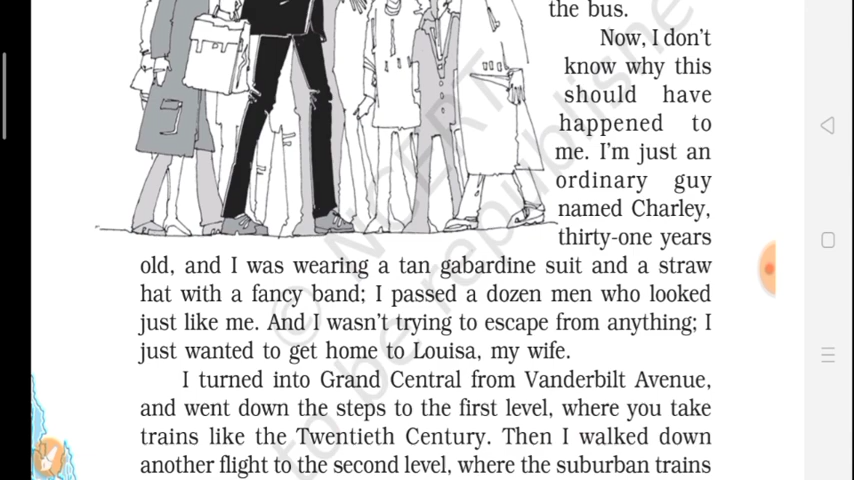 the bus.
Now, I don't
know why this
should have
happened to
me. I'm just an
ordinary guy
named Charley,
thirty-one years
old, and I was wearing a tan gabardine suit and a straw
hat with a fancy band; I passed a dozen men who looked
just like me. And I wasn't trying to escape from anything; I
just wanted to get home to Louisa, my wife.
I turned into Grand Central from Vanderbilt Avenue,
and went down the steps to the first level, where you take
trains like the Twentieth Century. Then I walked down
another flight to the second level, where the suburban trains
© NCERT
to be republishe